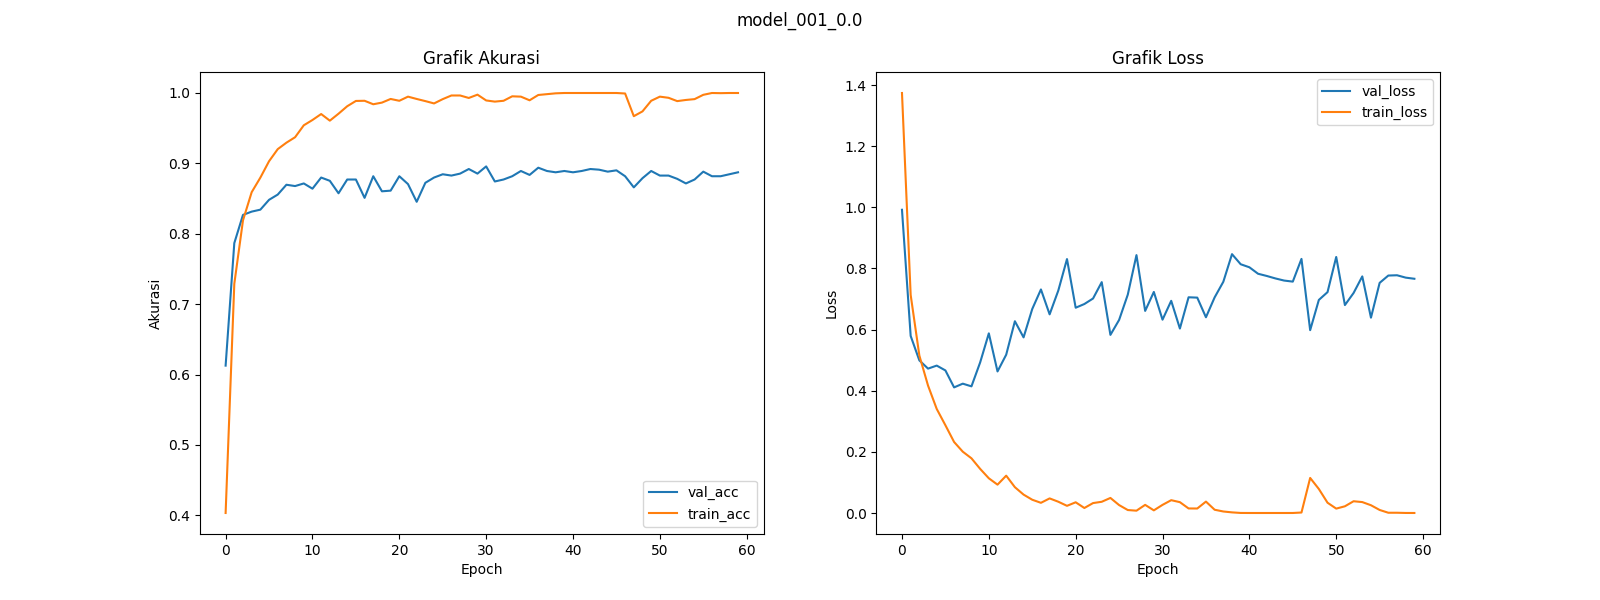 model_001_0.0
Grafik Akurasi
1.0
0.9
0.8
0.7
0.6
0.5
0.4
Akurasi
0 10 20 30 40 50 60
Epoch
val_acc
train_acc
Grafik Loss
1.4
1.2
1.0
0.8
0.6
0.4
0.2
0.0
Loss
0 10 20 30 40 50 60
Epoch
val_loss
train_loss